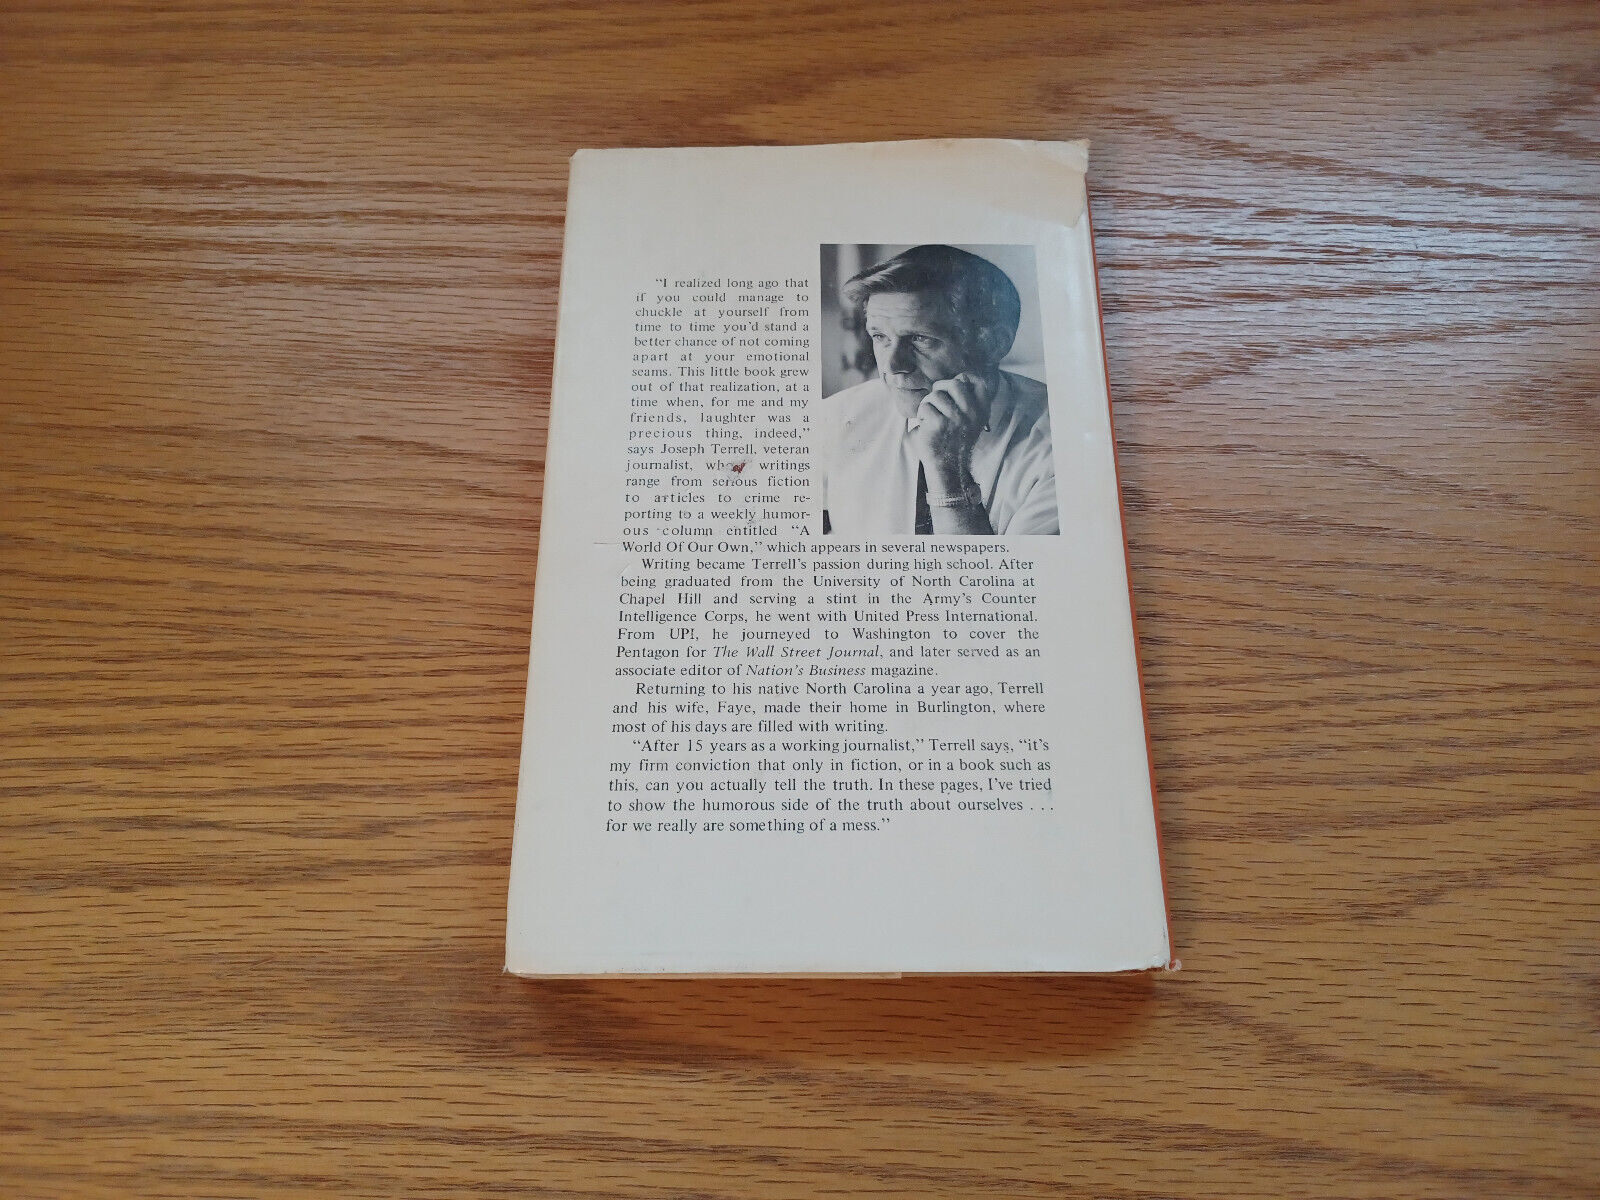 “I realized long ago that
if you could manage to
chuckle at yourself from
time to time you’d stand a
better chance of not coming
apart at your emotional
seams. This little book grew
out of that realization, at a
time when, for me and my
friends, laughter was a
precious thing, indeed,”
says Joseph Terrell, veteran
journalist, writings
range from serious fiction
to articles to crime re-
porting to a weekly humor-
ous column entitled “A
World Of Our Own,” which appears in several newspapers.
Writing became Terrell’s passion during high school. After
being graduated from the University of North Carolina at
Chapel Hill and serving a stint in the Army’s Counter
Intelligence Corps, he went with United Press International.
From UPI, he journeyed to Washington to cover the
Pentagon for The Wall Street Journal, and later served as an
associate editor of Nation’s Business magazine.
Returning to his native North Carolina a year ago, Terrell
and his wife, Faye, made their home in Burlington, where
most of his days are filled with writing.
“After 15 years as a working journalist,” Terrell says, “it’s
my firm conviction that only in fiction, or in a book such as
this, can you actually tell the truth. In these pages, I’ve tried
to show the humorous side of the truth about ourselves . . .
for we really are something of a mess.”